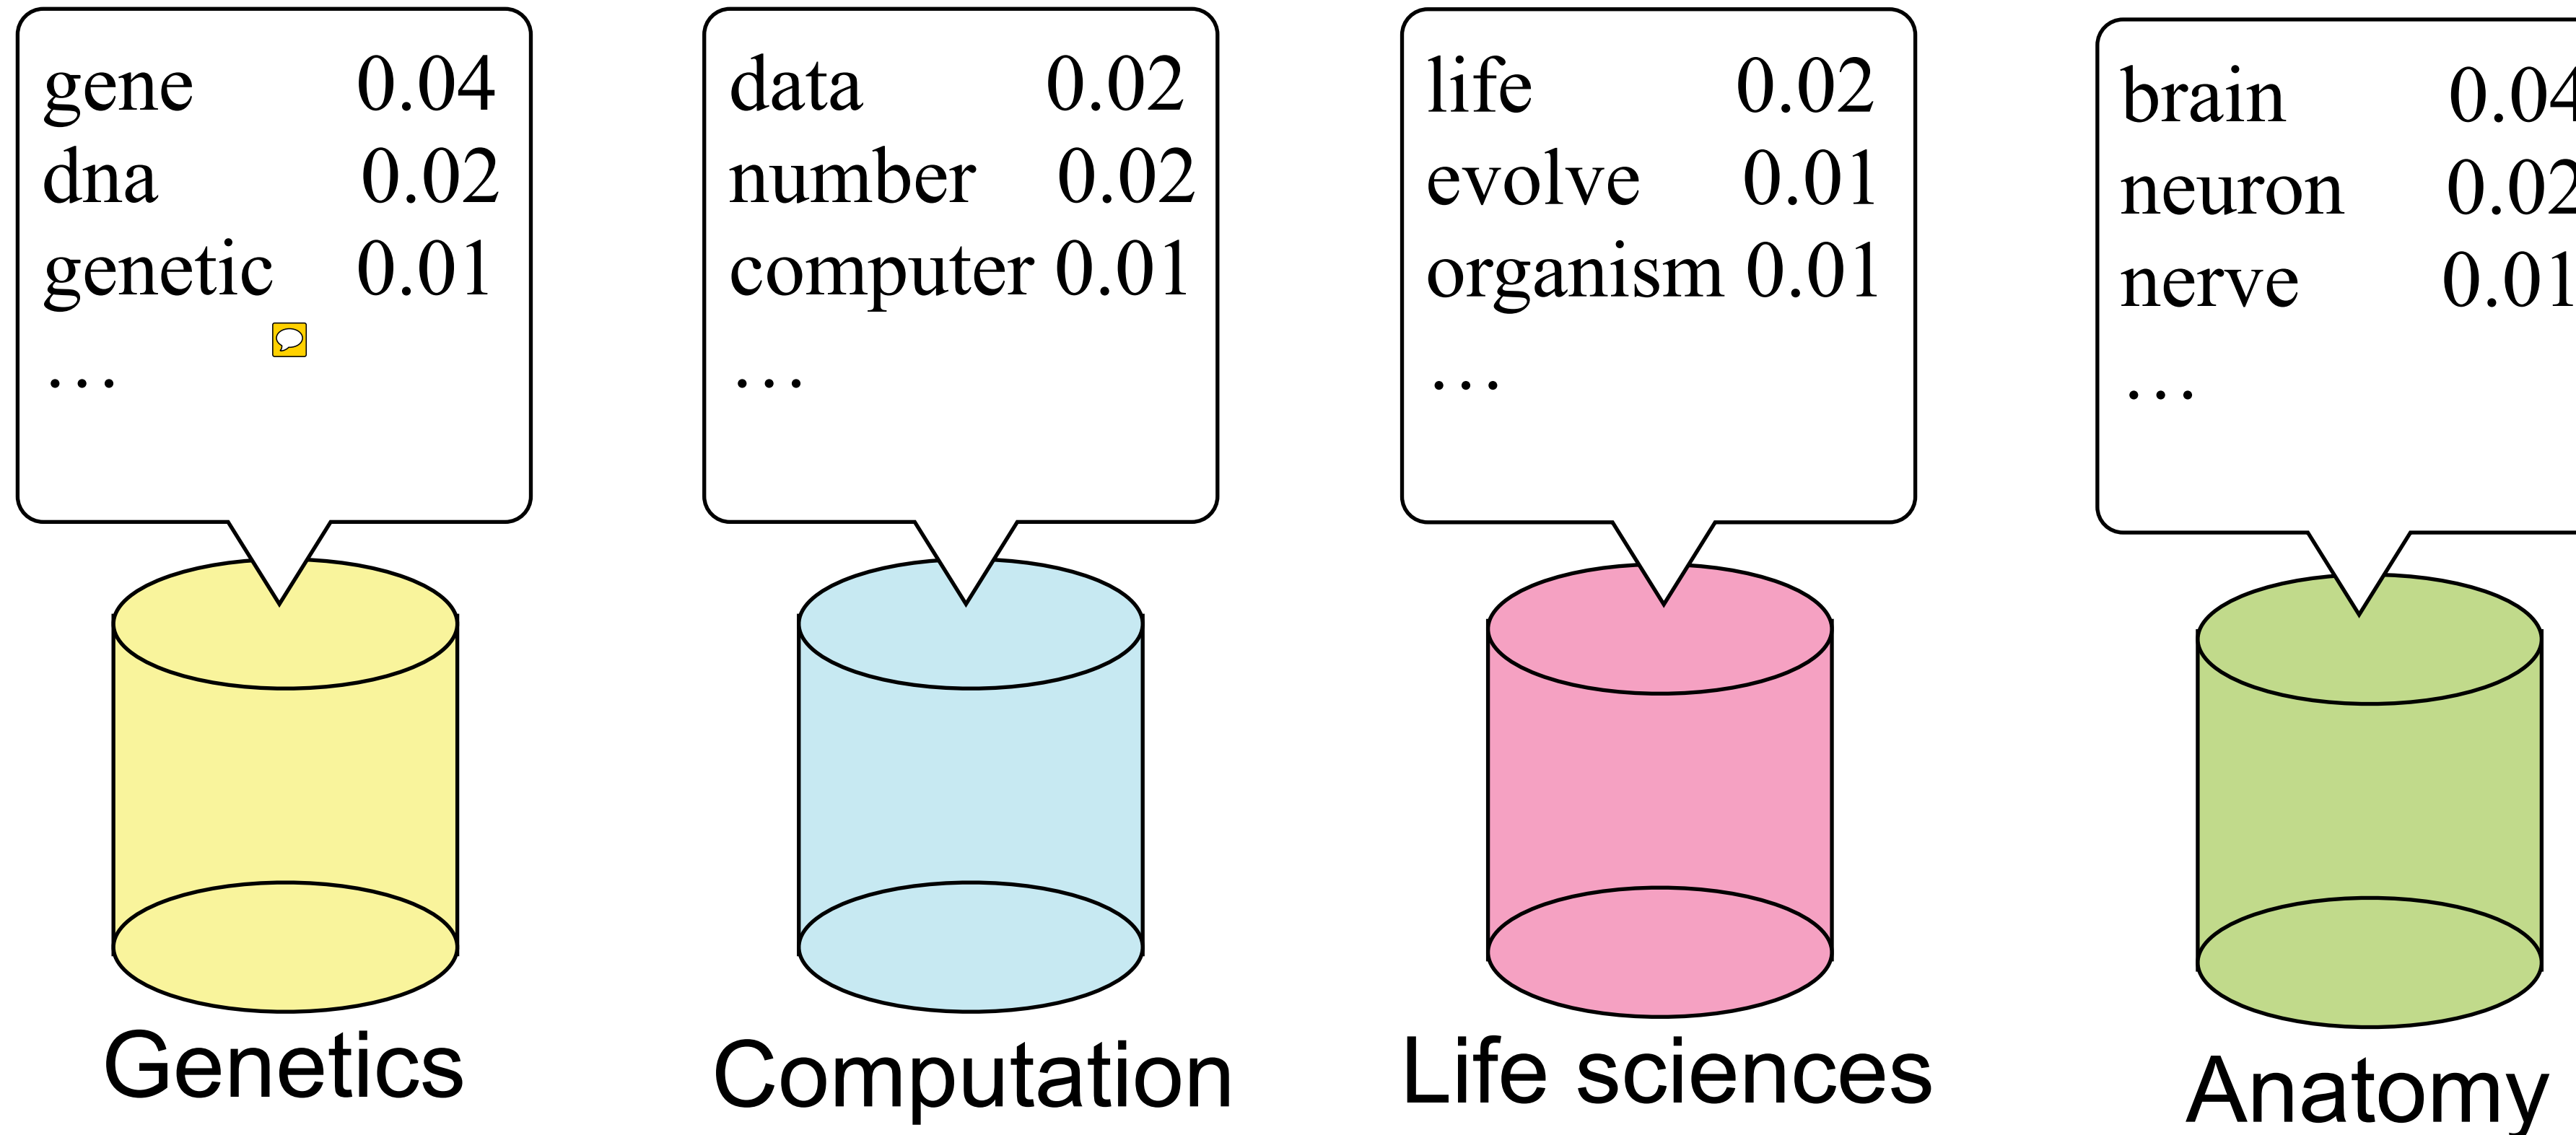 gene 0.04
dna 0.02
genetic 0.01
…
data 0.02
number 0.02
computer 0.01
…
life 0.02
evolve 0.01
organism 0.01
…
brain 0.04
neuron 0.02
nerve 0.01
…
Genetics
Computation
Life sciences
Anatomy